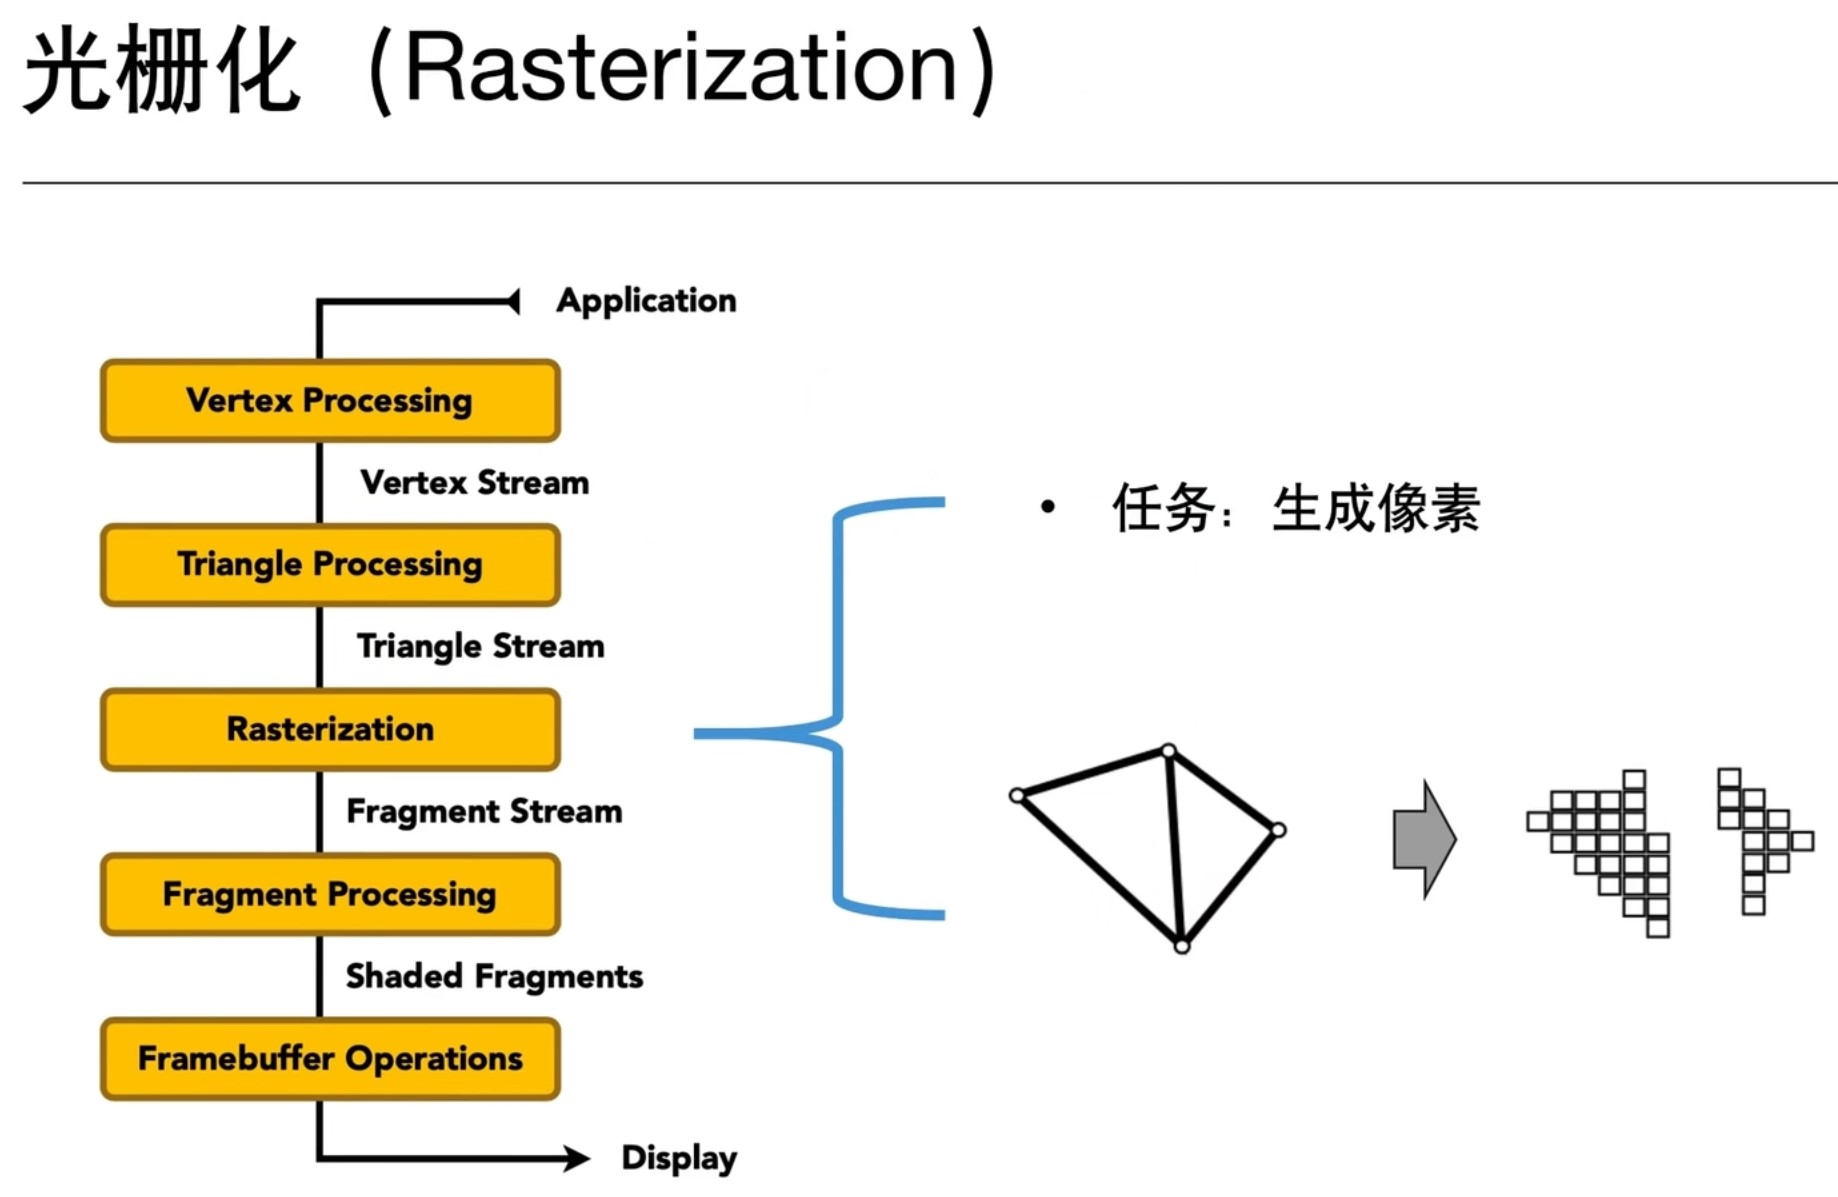 光栅化（Rasterization）
Application
Vertex Processing
Vertex Stream
Triangle Processing
Triangle Stream
Rasterization
Fragment Stream
Fragment Processing
Shaded Fragments
Framebuffer Operations
Display
• 任务：生成像素